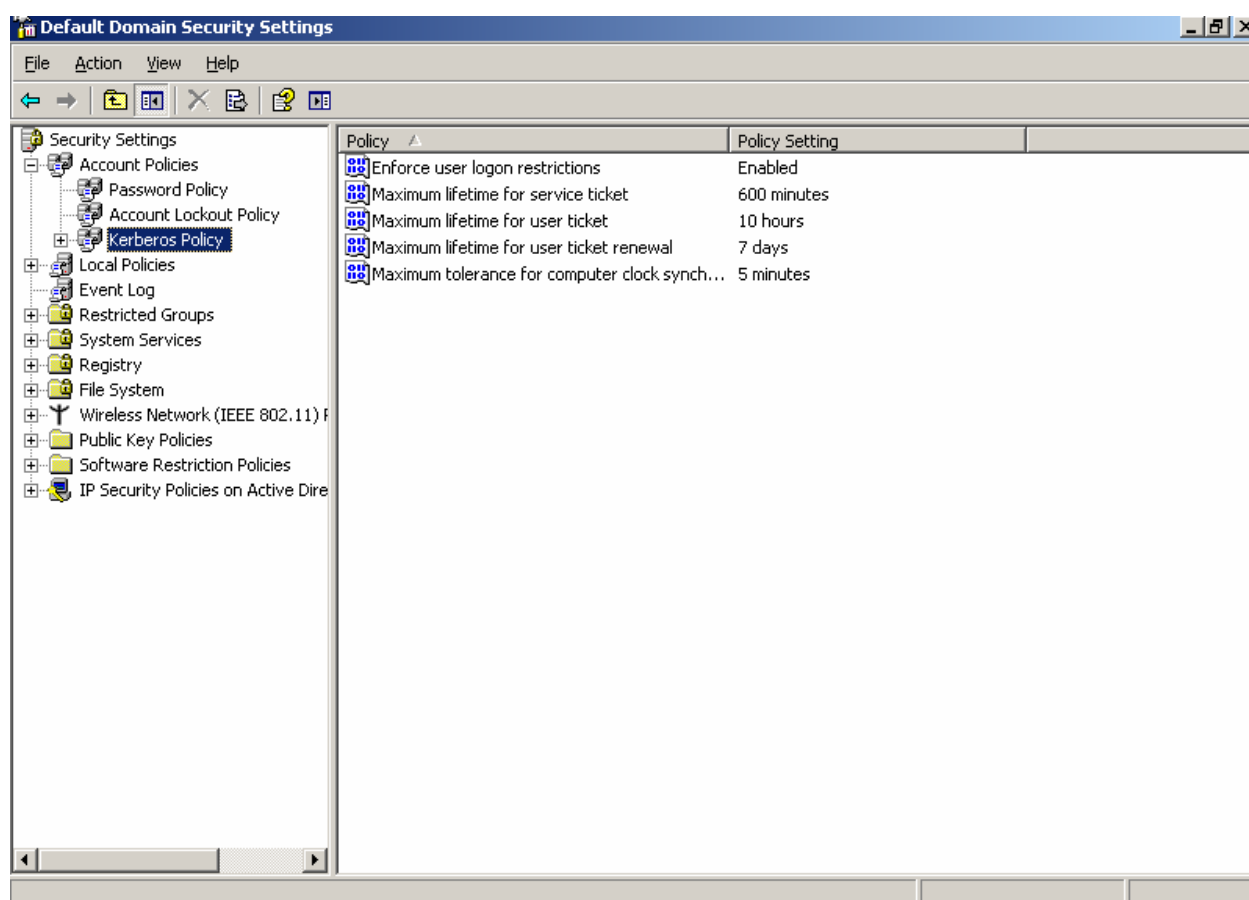 Default Domain Security Settings
File Action View Help
Security Settings
Account Policies
Password Policy
Account Lockout Policy
Kerberos Policy
Local Policies
Event Log
Restricted Groups
System Services
Registry
File System
Wireless Network (IEEE 802.11) P
Public Key Policies
Software Restriction Policies
IP Security Policies on Active Dire
Policy Policy Setting
Enforce user logon restrictions Enabled
Maximum lifetime for service ticket 600 minutes
Maximum lifetime for user ticket 10 hours
Maximum lifetime for user ticket renewal 7 days
Maximum tolerance for computer clock synch... 5 minutes